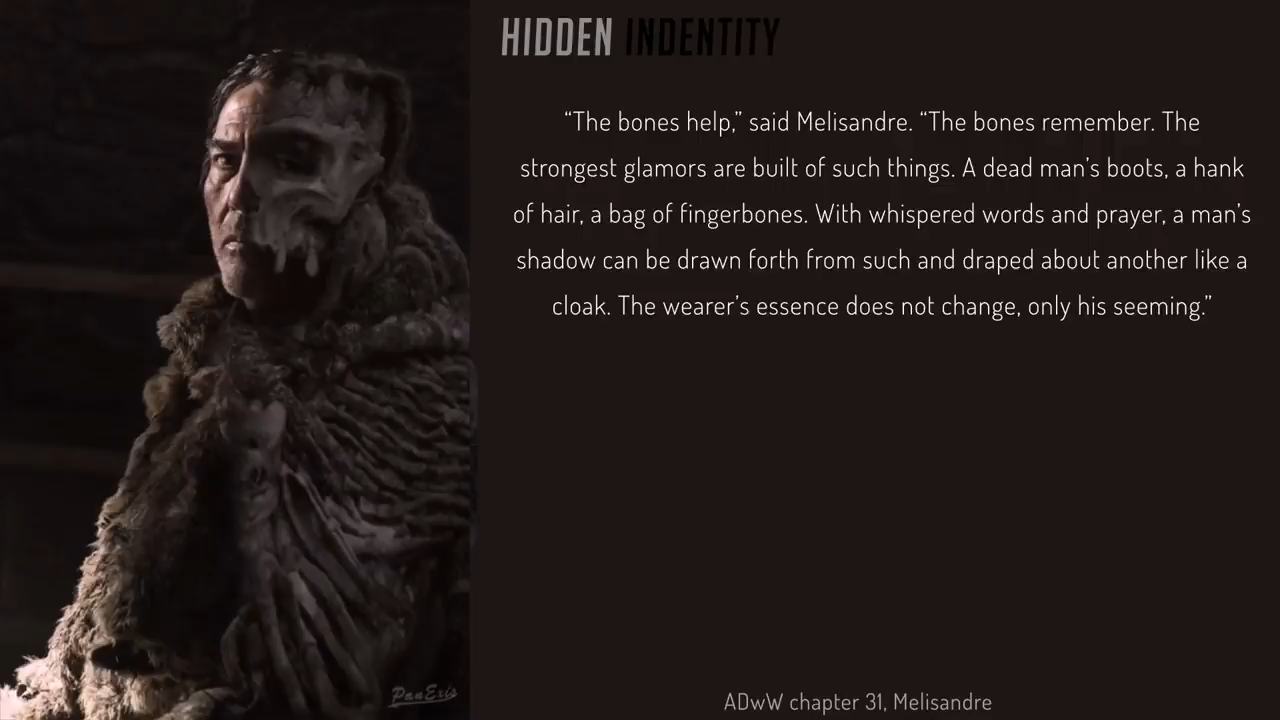 HIDDEN INDENTITY
“The bones help,” said Melisandre. “The bones remember. The
strongest glamors are built of such things. A dead man’s boots, a hank
of hair, a bag of fingerbones. With whispered words and prayer, a man’s
shadow can be drawn forth from such and draped about another like a
cloak. The wearer’s essence does not change, only his seeming.”
PanExis
ADwW chapter 31, Melisandre